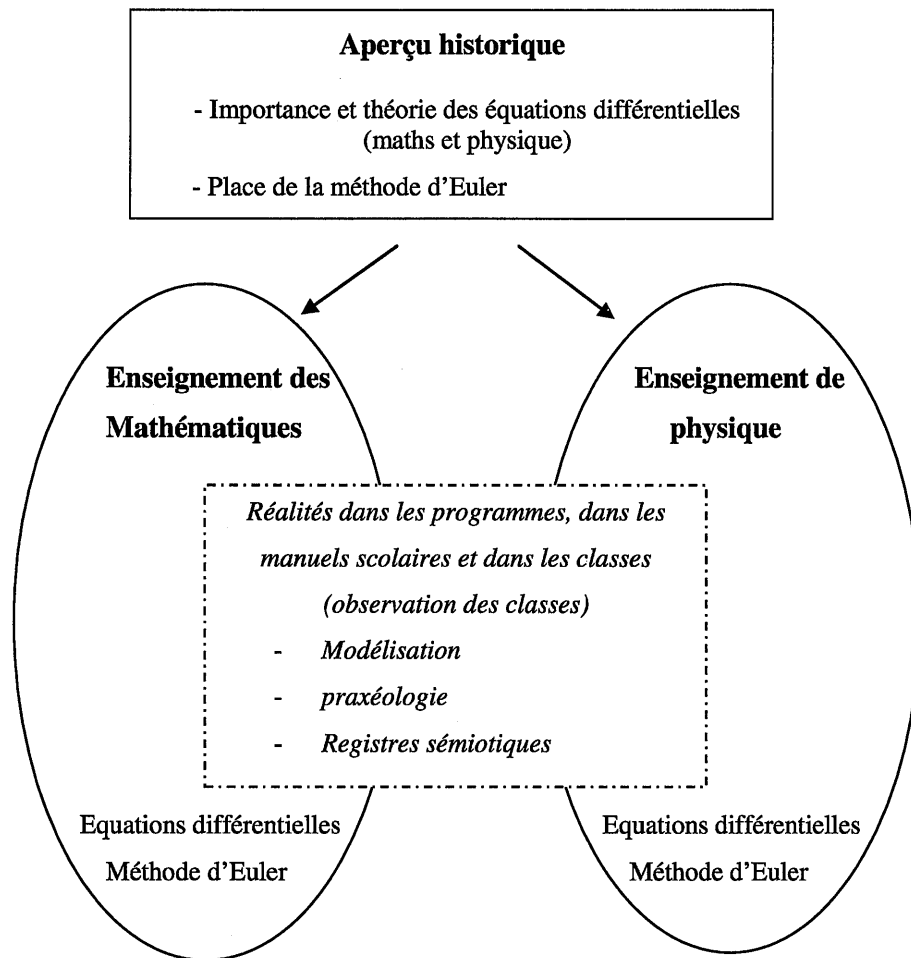 Aperçu historique
- Importance et théorie des équations différentielles
(maths et physique)
- Place de la méthode d'Euler
Enseignement des
Mathématiques
Enseignement de
physique
Réalités dans les programmes, dans les
manuels scolaires et dans les classes
(observation des classes)
- Modélisation
- praxéologie
- Registres sémiotiques
Equations différentielles
Méthode d'Euler
Equations différentielles
Méthode d'Euler